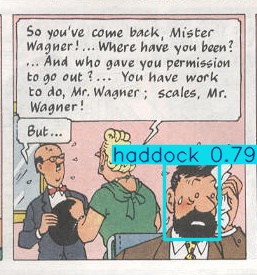 So you've come back, Mister
Wagner!... Where have you been?
... And who gave you permission
to go out?... You have work
to do, Mr. Wagner; scales, Mr.
Wagner!
But...
haddock 0.79